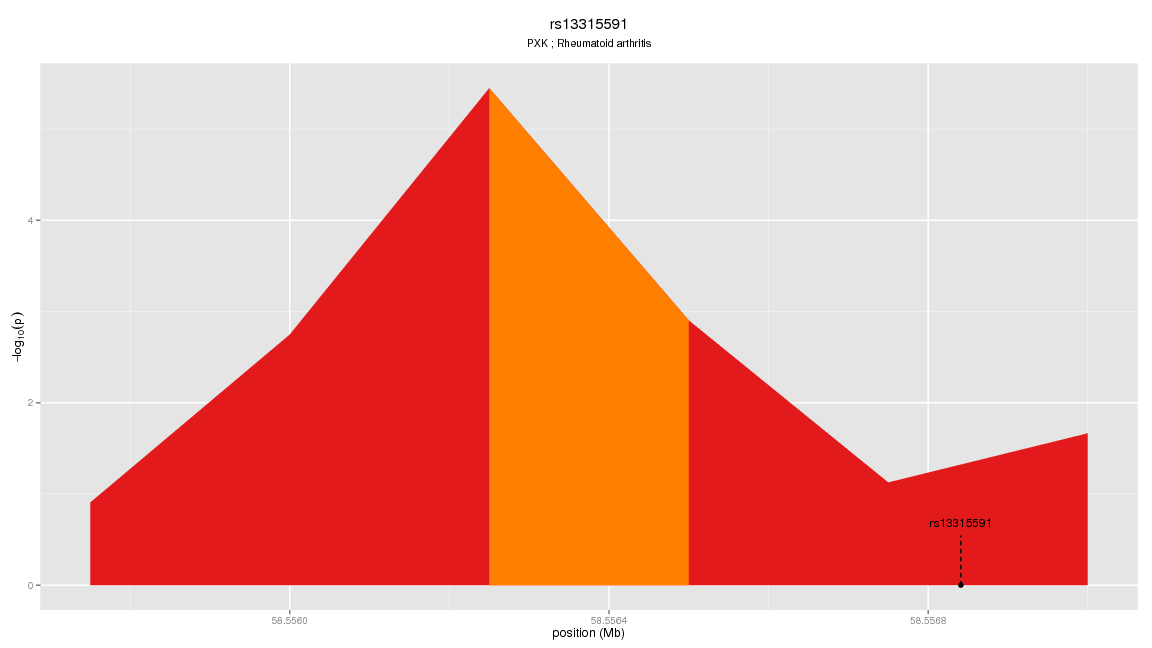 rs13315591
PXK ; Rheumatoid arthritis
−log10(p)
4
2
0
rs13315591
58.5560
58.5564
58.5568
position (Mb)